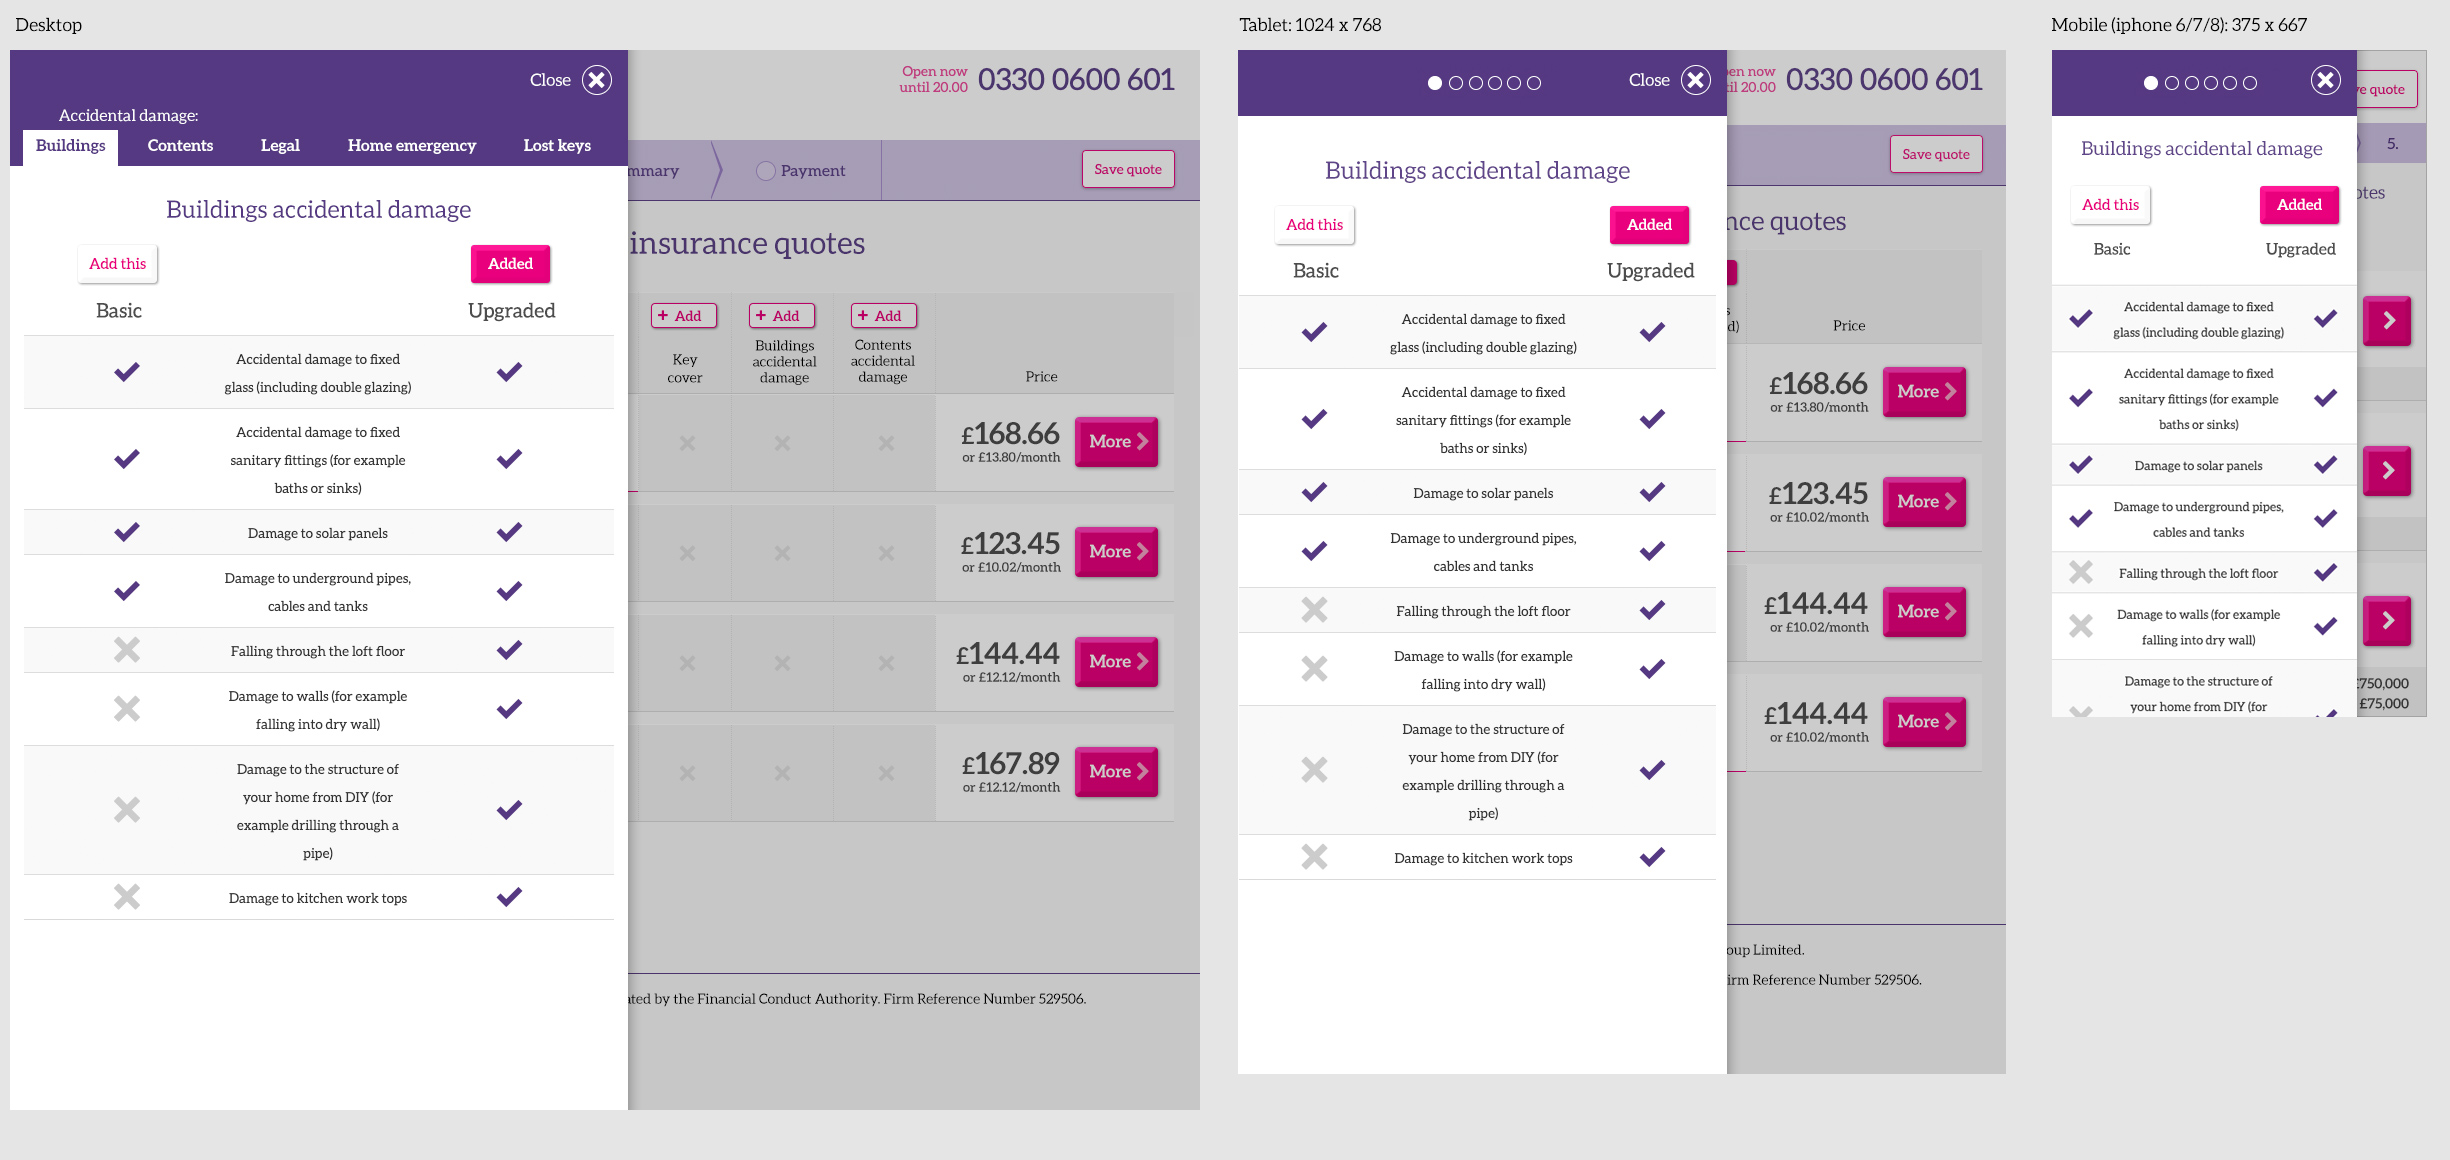 Desktop
Close
Accidental damage:
Buildings
Contents
Legal
Home emergency
Lost keys
Buildings accidental damage
Add this
Added
Basic
Upgraded
Accidental damage to fixed
glass (including double glazing)
Accidental damage to fixed
sanitary fittings (for example
baths or sinks)
Damage to solar panels
Damage to underground pipes,
cables and tanks
Falling through the loft floor
Damage to walls (for example
falling into dry wall)
Damage to the structure of
your home from DIY (for
example drilling through a
pipe)
Damage to kitchen work tops
Open now
until 20.00
0330 0600 601
mmary
Payment
Save quote
insurance quotes
+ Add
+ Add
+ Add
Key
cover
Buildings
accidental
damage
Contents
accidental
damage
Price
£168.66
or £13.80/month
More
£123.45
or £10.02/month
More
£144.44
or £12.12/month
More
£167.89
or £12.12/month
More
ated by the Financial Conduct Authority. Firm Reference Number 529506.
Tablet: 1024 x 768
Close
Buildings accidental damage
Add this
Added
Basic
Upgraded
Accidental damage to fixed
glass (including double glazing)
Accidental damage to fixed
sanitary fittings (for example
baths or sinks)
Damage to solar panels
Damage to underground pipes,
cables and tanks
Falling through the loft floor
Damage to walls (for example
falling into dry wall)
Damage to the structure of
your home from DIY (for
example drilling through a
pipe)
Damage to kitchen work tops
en now
til 20.00
0330 0600 601
Save quote
nce quotes
s
d)
Price
£168.66
or £13.80/month
More
£123.45
or £10.02/month
More
£144.44
or £10.02/month
More
£144.44
or £10.02/month
More
oup Limited.
irm Reference Number 529506.
Mobile (iphone 6/7/8): 375 x 667
Buildings accidental damage
Add this
Added
Basic
Upgraded
Accidental damage to fixed
glass (including double glazing)
Accidental damage to fixed
sanitary fittings (for example
baths or sinks)
Damage to solar panels
Damage to underground pipes,
cables and tanks
Falling through the loft floor
Damage to walls (for example
falling into dry wall)
Damage to the structure of
your home from DIY (for
ve quote
5.
otes
£750,000
£75,000